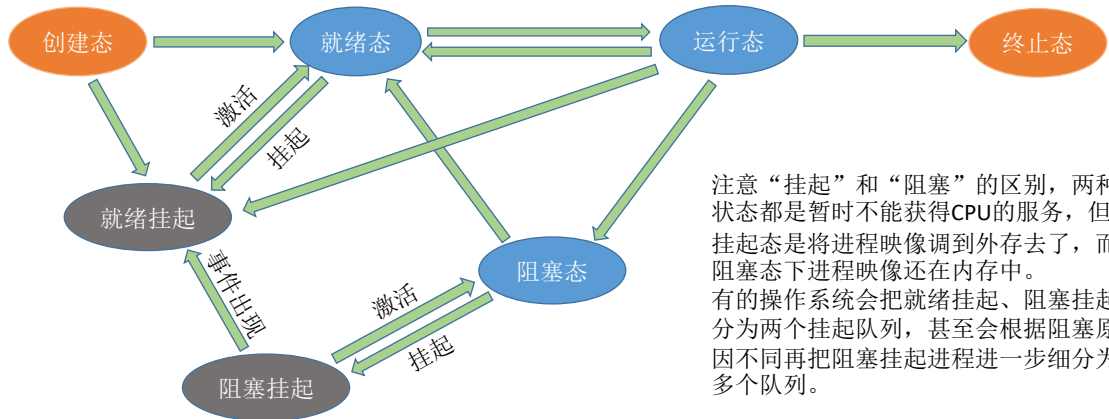 创建态
就绪态
运行态
终止态
激活
挂起
就绪挂起
事件出现
阻塞态
激活
挂起
阻塞挂起
注意“挂起”和“阻塞”的区别，两种
状态都是暂时不能获得CPU的服务，但
挂起态是将进程映像调到外存去了，而
阻塞态下进程映像还在内存中。
有的操作系统会把就绪挂起、阻塞挂起
分为两个挂起队列，甚至会根据阻塞原
因不同再把阻塞挂起进程进一步细分为
多个队列。